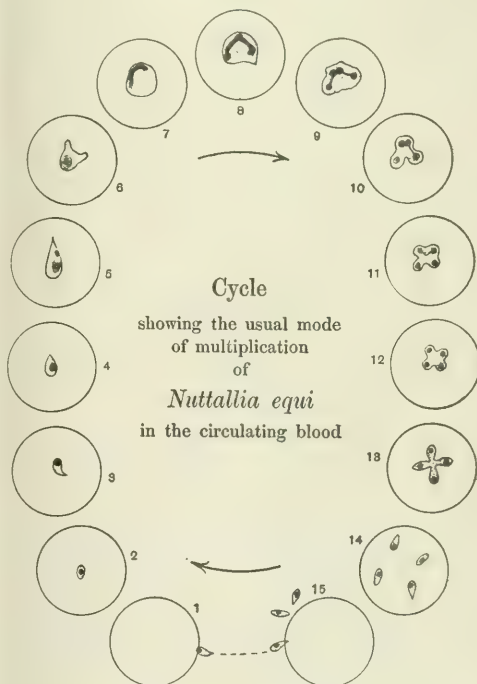 8
7
9
6
10
5
11
Cycle
showing the usual mode
of multiplication
of
Nuttallia equi
in the circulating blood
4
12
3
13
2
14
1
15